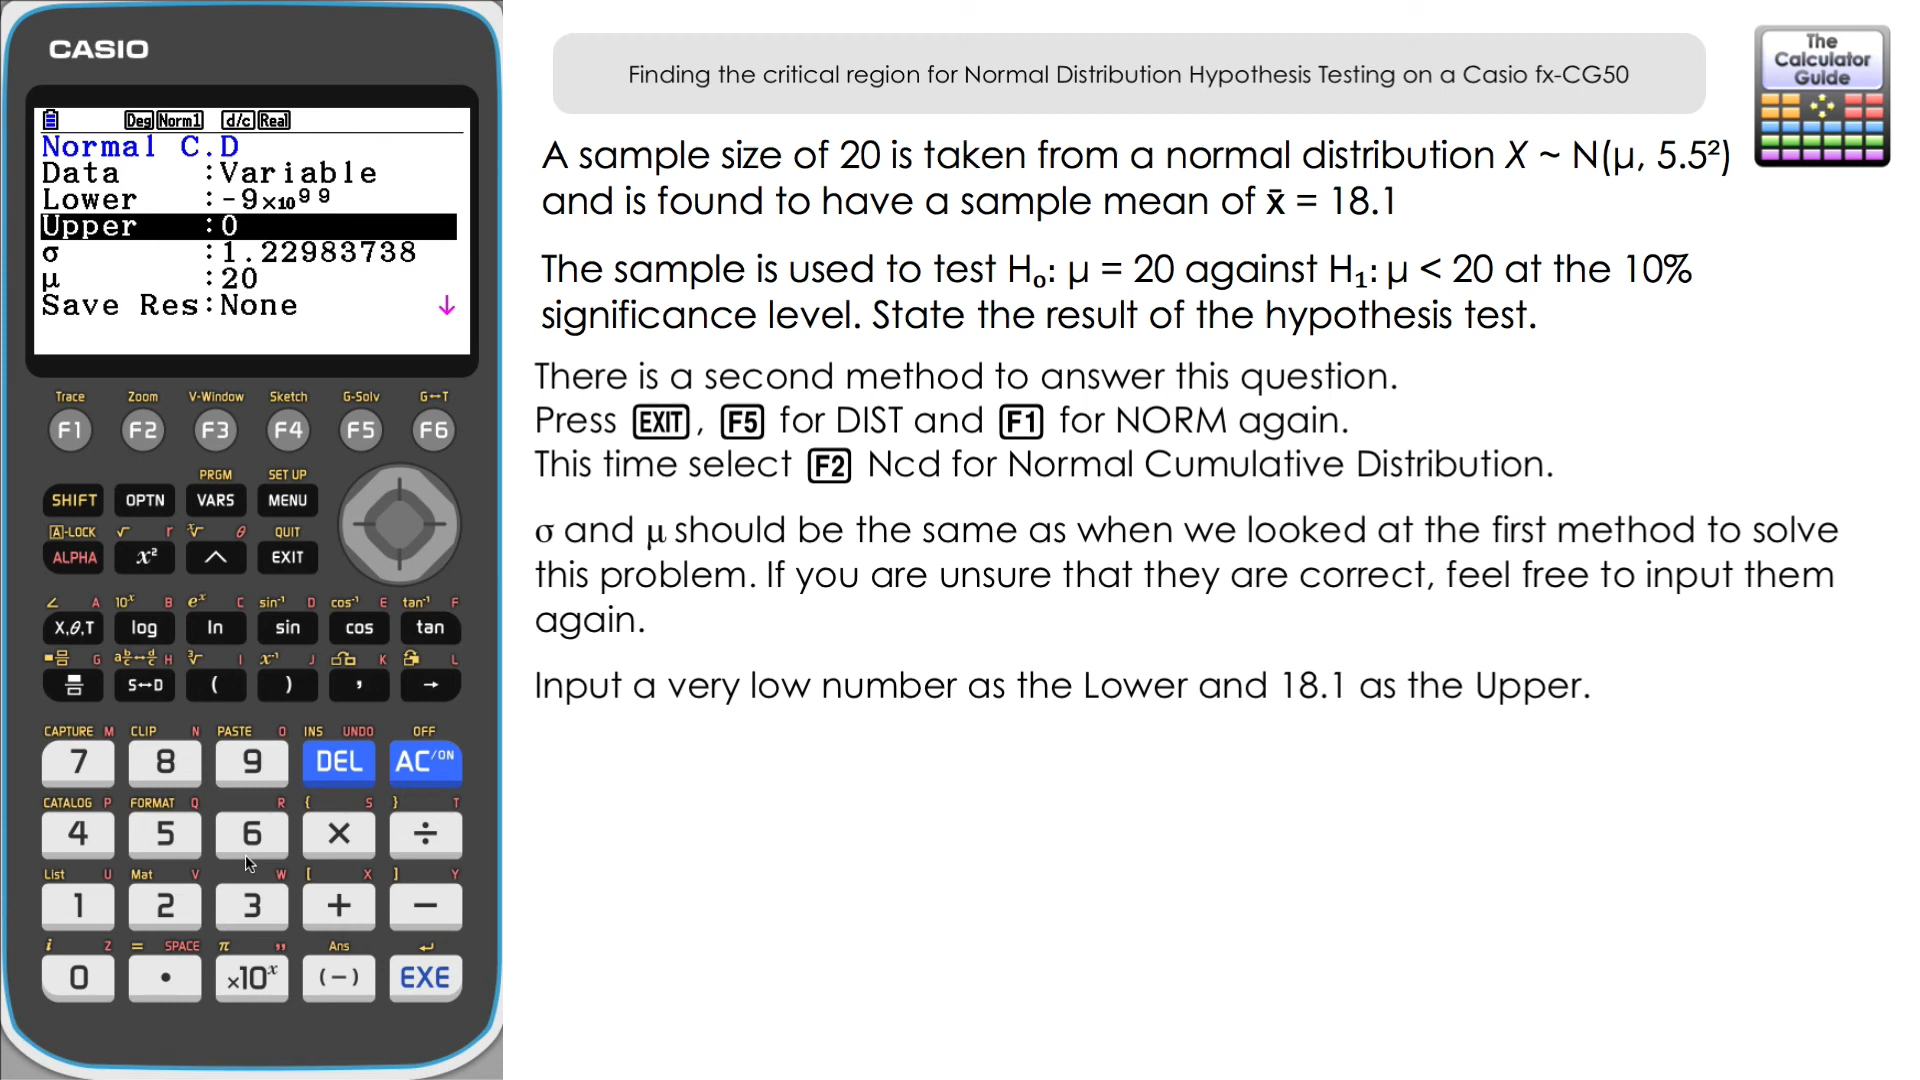 CASIO
Deg Norm1 d/c Real
Normal C.D
Data :Variable
Lower :-9×10⁹⁹
Upper :0
σ :1.22983738
μ :20
Save Res:None ↓
Trace Zoom V-Window Sketch G-Solv G↔T
F1 F2 F3 F4 F5 F6
PRGM SET UP
SHIFT OPTN VARS MENU
A-LOCK √ r ˣ√ θ QUIT
ALPHA x² ^ EXIT
∠ A 10ˣ B eˣ C sin⁻¹ D cos⁻¹ E tan⁻¹ F
X,θ,T log ln sin cos tan
G a b/c↔d/c H ³√ I x⁻¹ J K L
S↔D ( ) , →
CAPTURE M CLIP N PASTE O INS UNDO OFF
7 8 9 DEL AC/ON
CATALOG P FORMAT Q R { S } T
4 5 6 × ÷
List U Mat V W [ X ] Y
1 2 3 + −
i Z = SPACE π " Ans ↵
0 • ×10ˣ (−) EXE
Finding the critical region for Normal Distribution Hypothesis Testing on a Casio fx-CG50
The
Calculator
Guide
A sample size of 20 is taken from a normal distribution X ~ N(μ, 5.5²)
and is found to have a sample mean of x̄ = 18.1
The sample is used to test H₀: μ = 20 against H₁: μ < 20 at the 10%
significance level. State the result of the hypothesis test.
There is a second method to answer this question.
Press EXIT, F5 for DIST and F1 for NORM again.
This time select F2 Ncd for Normal Cumulative Distribution.
σ and μ should be the same as when we looked at the first method to solve
this problem. If you are unsure that they are correct, feel free to input them
again.
Input a very low number as the Lower and 18.1 as the Upper.